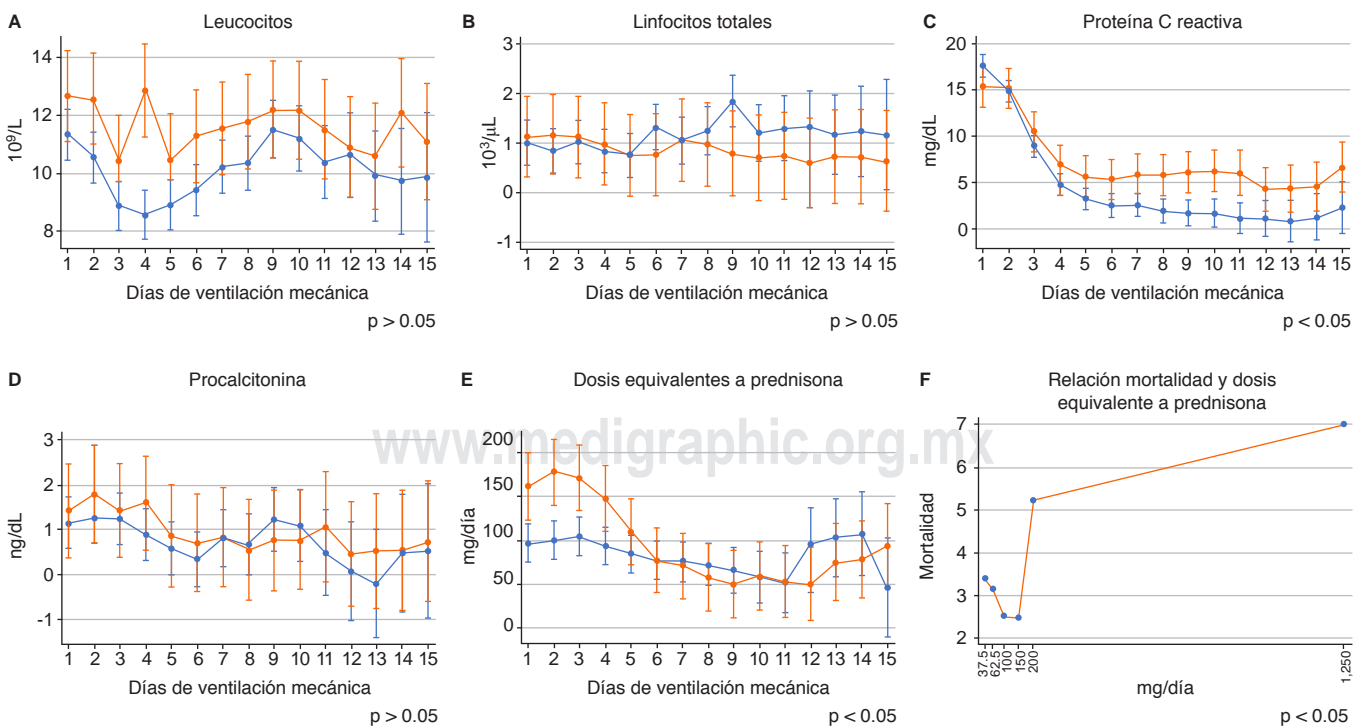 A Leucocitos
14
12
10
8
10⁹/L
1 2 3 4 5 6 7 8 9 10 11 12 13 14 15
Días de ventilación mecánica
p > 0.05
B Linfocitos totales
3
2
1
0
-1
10³/µL
1 2 3 4 5 6 7 8 9 10 11 12 13 14 15
Días de ventilación mecánica
p > 0.05
C Proteína C reactiva
20
15
10
5
0
mg/dL
1 2 3 4 5 6 7 8 9 10 11 12 13 14 15
Días de ventilación mecánica
p < 0.05
www.medigraphic.org.mx
D Procalcitonina
3
2
1
0
-1
ng/dL
1 2 3 4 5 6 7 8 9 10 11 12 13 14 15
Días de ventilación mecánica
p > 0.05
E Dosis equivalentes a prednisona
200
150
100
50
0
mg/día
1 2 3 4 5 6 7 8 9 10 11 12 13 14 15
Días de ventilación mecánica
p < 0.05
F Relación mortalidad y dosis
equivalente a prednisona
7
6
5
4
3
2
Mortalidad
37.5
62.5
100
150
200
1,250
mg/día
p < 0.05